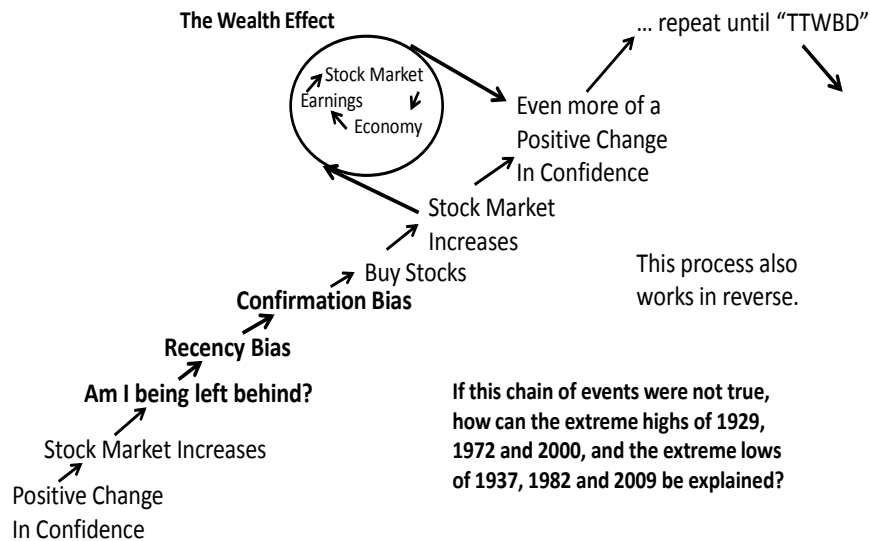 The Wealth Effect
… repeat until “TTWBD”
Stock Market
Earnings
Economy
Even more of a
Positive Change
In Confidence
Stock Market
Increases
Buy Stocks
This process also
works in reverse.
Confirmation Bias
Recency Bias
Am I being left behind?
If this chain of events were not true,
how can the extreme highs of 1929,
1972 and 2000, and the extreme lows
of 1937, 1982 and 2009 be explained?
Stock Market Increases
Positive Change
In Confidence